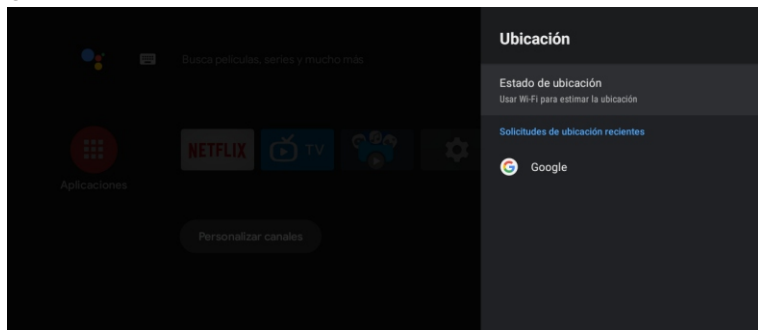 Ubicación
Busca películas, series y mucho más
Estado de ubicación
Usar Wi-Fi para estimar la ubicación
Solicitudes de ubicación recientes
NETFLIX
TV
Google
Aplicaciones
Personalizar canales